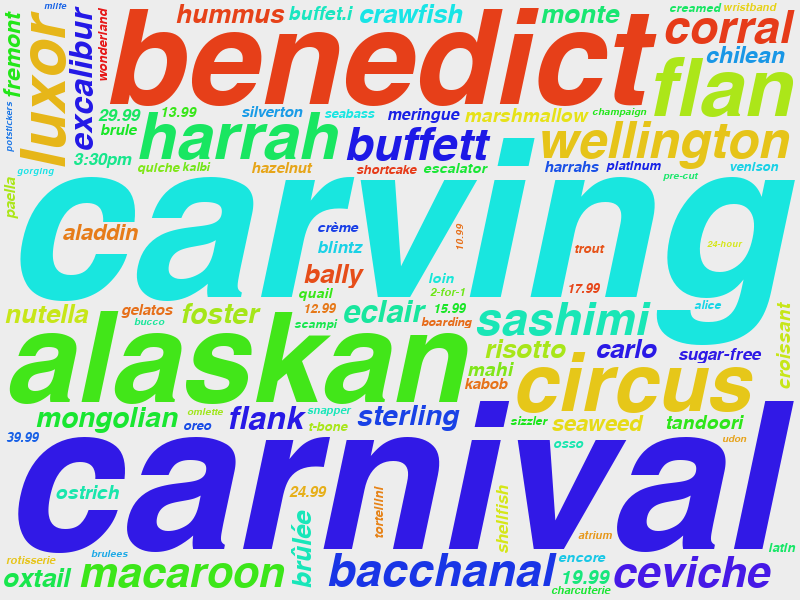 mlife
hummus
buffet.i
crawfish
monte
creamed
wristband
fremont
luxor
excalibur
wonderland
benedict
corral
chilean
flan
potstickers
29.99
13.99
silverton
seabass
meringue
marshmallow
champaign
brule
harrah
buffett
wellington
3:30pm
quiche
kalbi
hazelnut
shortcake
escalator
harrahs
platinum
venison
gorging
pre-cut
paella
carving
aladdin
crème
10.99
24-hour
blintz
trout
bally
loin
quail
2-for-1
17.99
nutella
gelatos
foster
12.99
eclair
15.99
sashimi
alice
bucco
scampi
boarding
croissant
alaskan
risotto
carlo
sugar-free
mahi
kabob
circus
mongolian
omlette
oreo
flank
snapper
t-bone
sterling
sizzler
seaweed
tandoori
39.99
osso
udon
carnival
ostrich
24.99
tortellini
shellfish
brûlée
atrium
latin
rotisserie
brulees
oxtail
macaroon
bacchanal
encore
19.99
ceviche
charcuterie